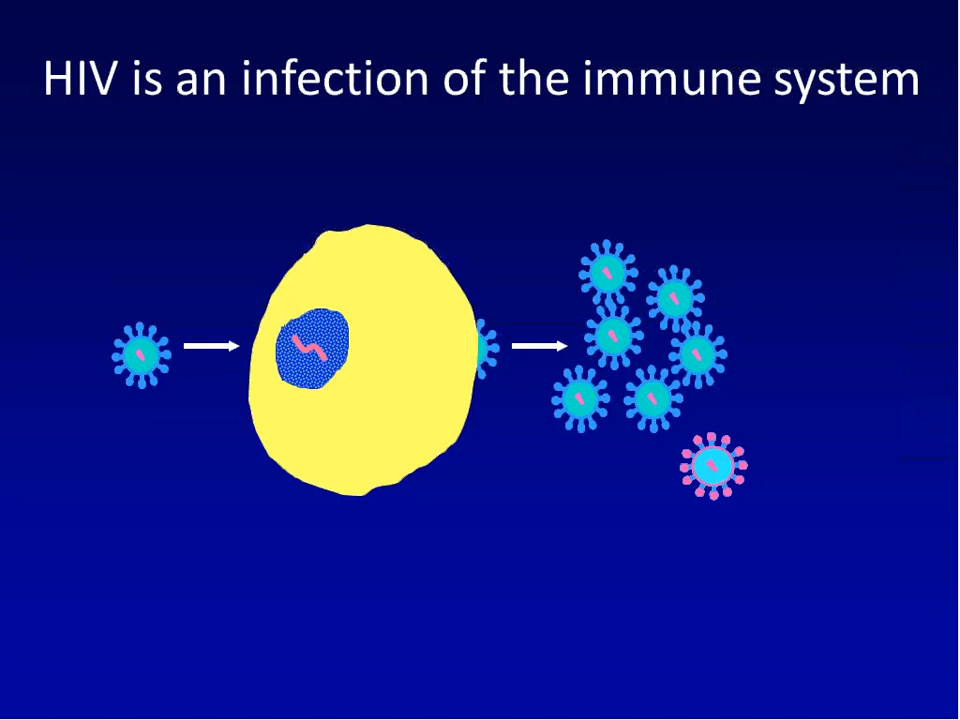 HIV is an infection of the immune system